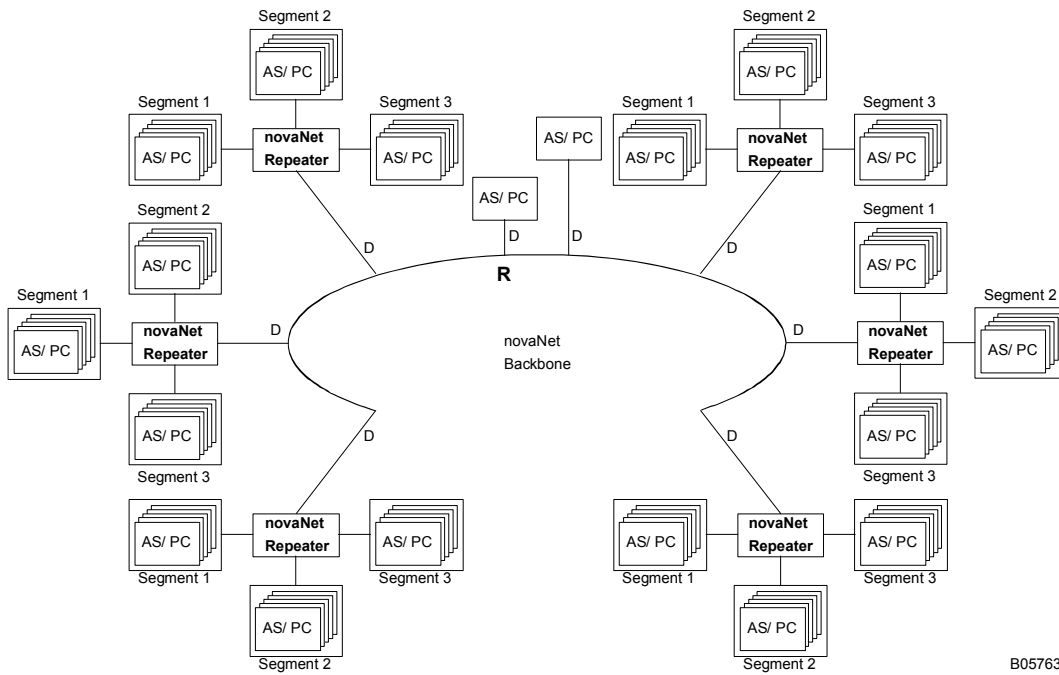 Segment 2
AS/ PC
Segment 1
AS/ PC
novaNet
Repeater
Segment 3
AS/ PC
D
AS/ PC
D
AS/ PC
D
Segment 2
AS/ PC
Segment 1
AS/ PC
novaNet
Repeater
Segment 3
AS/ PC
D
Segment 2
AS/ PC
Segment 1
AS/ PC
novaNet
Repeater
D
AS/ PC
Segment 3
R
novaNet
Backbone
Segment 1
AS/ PC
D
novaNet
Repeater
Segment 2
AS/ PC
AS/ PC
Segment 3
D
AS/ PC
Segment 1
novaNet
Repeater
AS/ PC
Segment 3
AS/ PC
Segment 2
D
AS/ PC
Segment 1
novaNet
Repeater
AS/ PC
Segment 3
AS/ PC
Segment 2
B05763